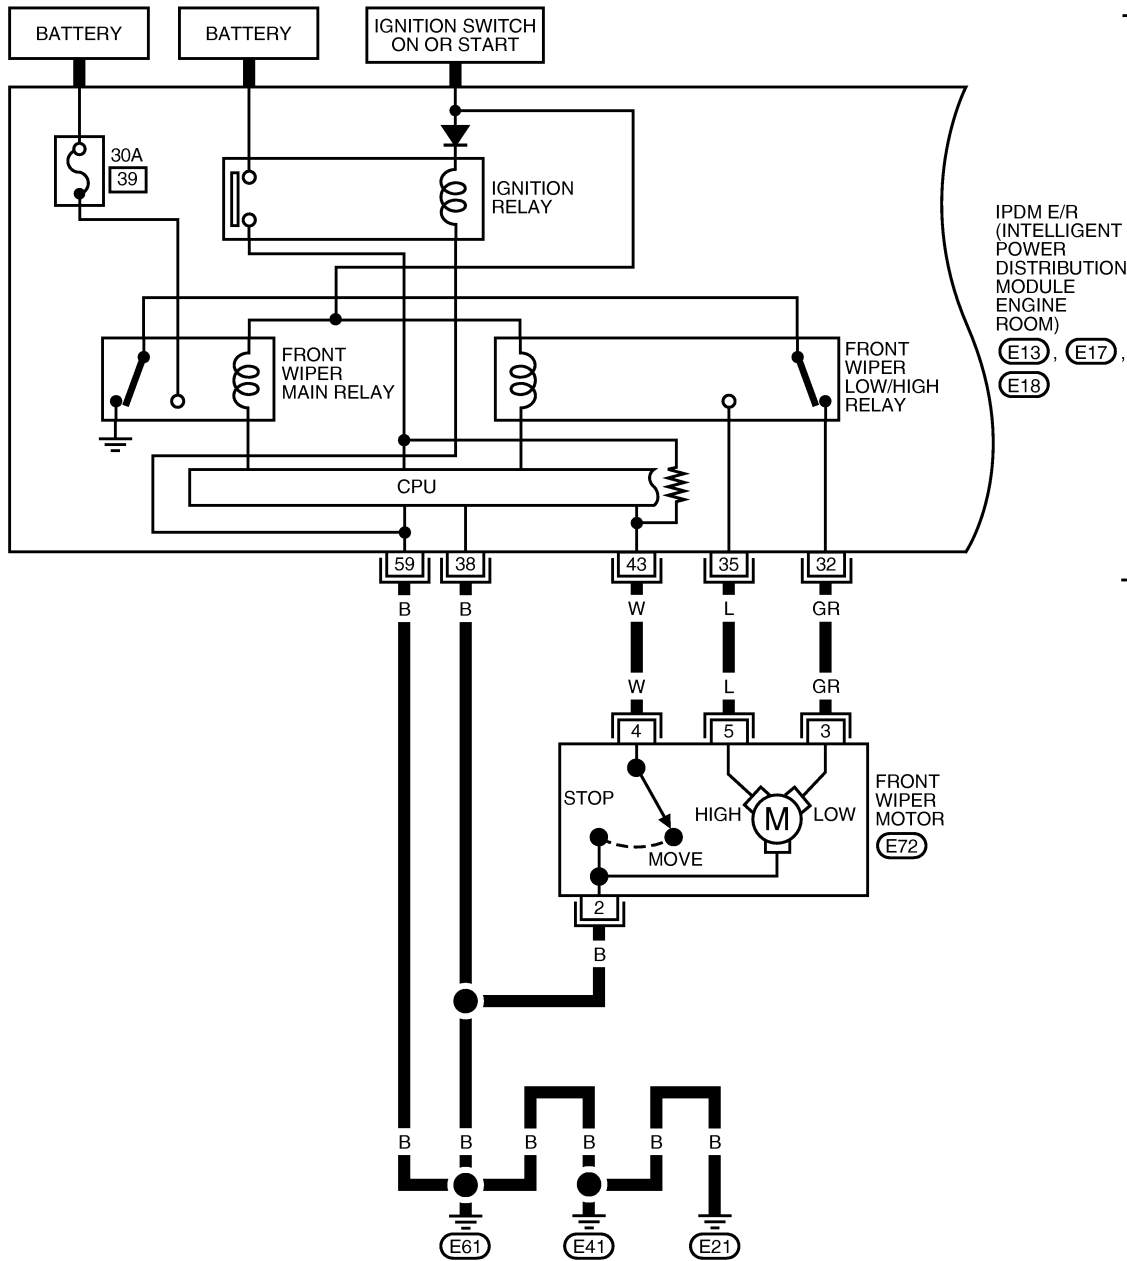 BATTERY
BATTERY
IGNITION SWITCH
ON OR START
30A
39
IGNITION
RELAY
IPDM E/R
(INTELLIGENT
POWER
DISTRIBUTION
MODULE
ENGINE
ROOM)
E13 , E17 ,
E18
FRONT
WIPER
MAIN RELAY
FRONT
WIPER
LOW/HIGH
RELAY
CPU
59 38 43 35 32
B B W L GR
W L GR
4 5 3
STOP
MOVE
HIGH
M
LOW
FRONT
WIPER
MOTOR
E72
2
B
B B B B B B
E61 E41 E21